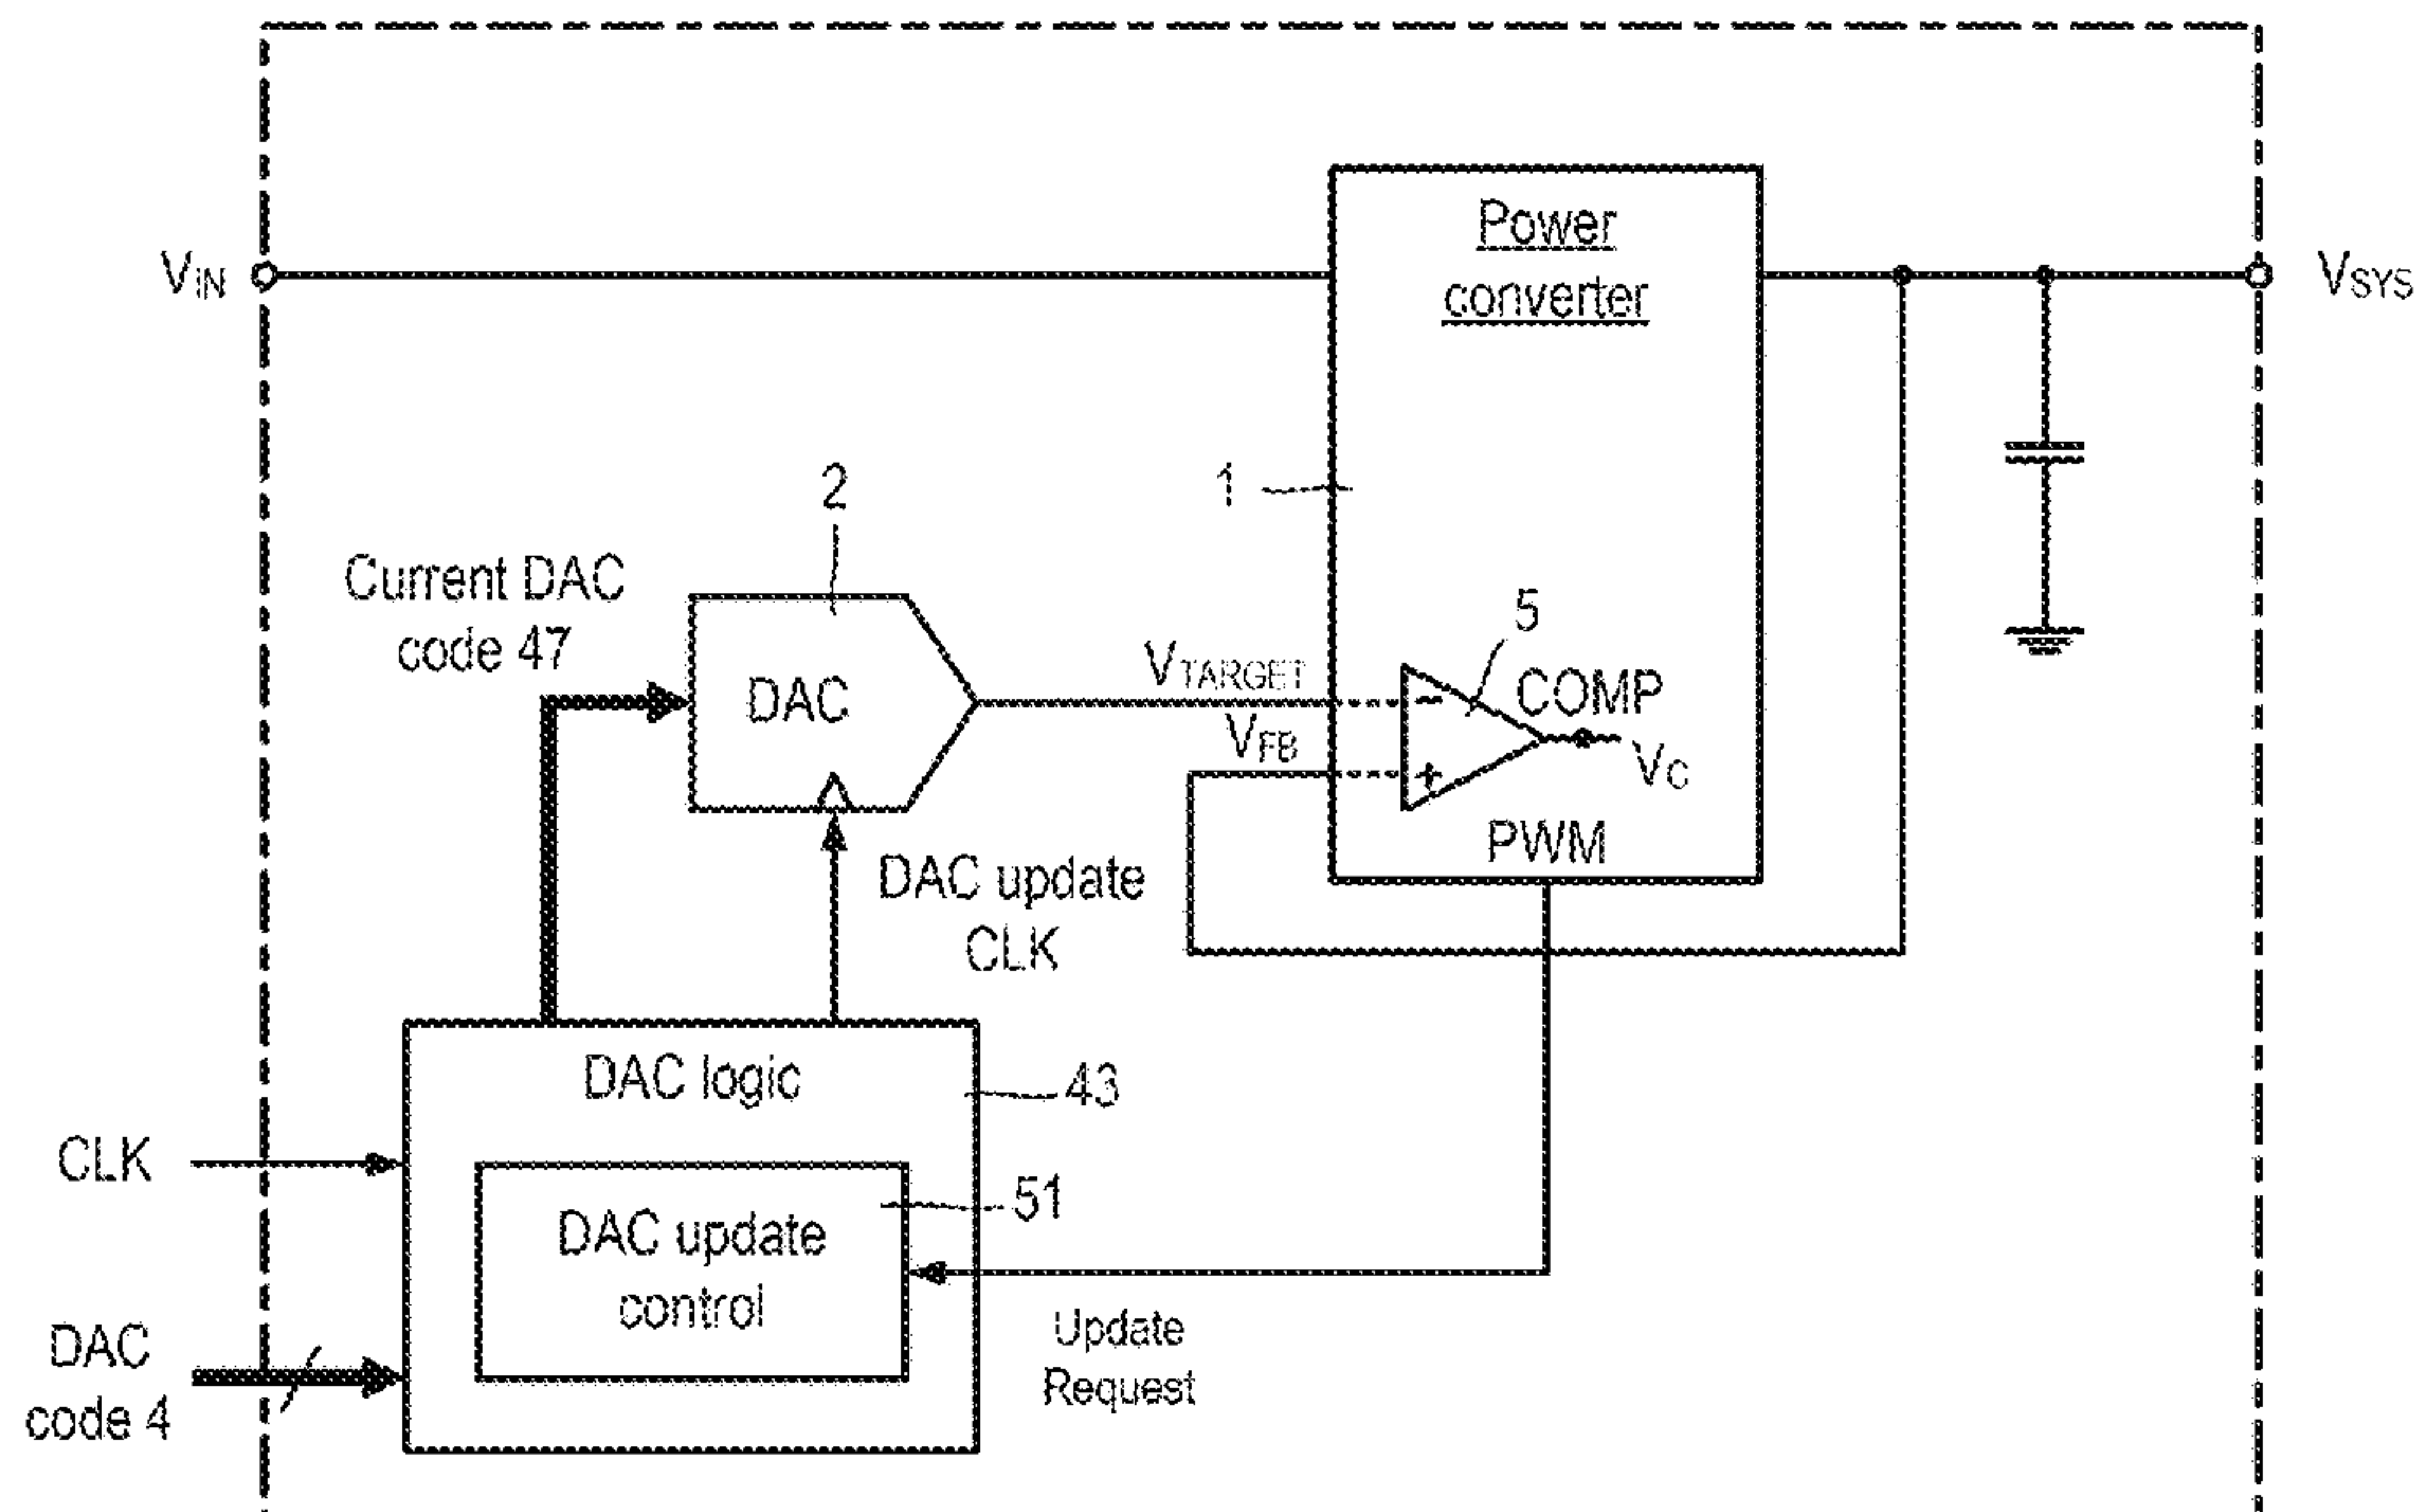 Power
converter
VIN
VSYS
2
1
Current DAC
code 47
5
DAC
VTARGET
COMP
VFB
VC
PWM
DAC update
CLK
DAC logic
43
CLK
51
DAC update
control
DAC
code 4
Update
Request
-
+